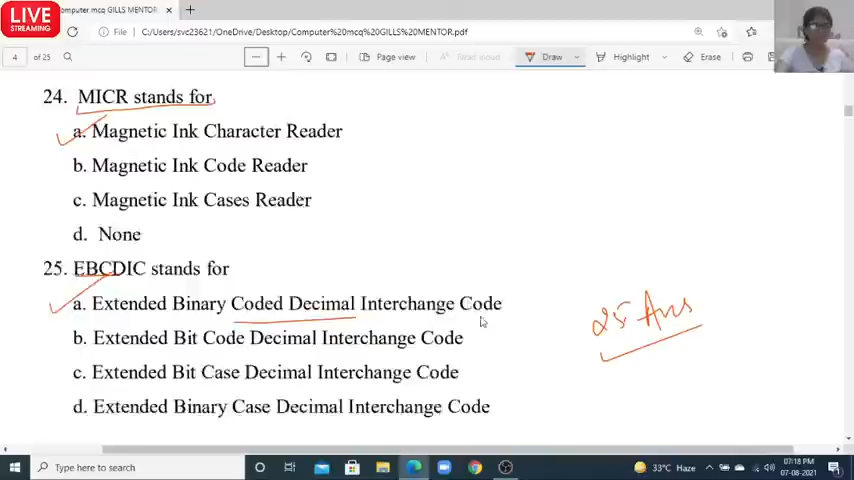 LIVE
STREAMING
Computer mcq GILLS MENTOR
File
C:/Users/svc23621/OneDrive/Desktop/Computer%20mcq%20GILLS%20MENTOR.pdf
4
of 25
Page view
Read aloud
Draw
Highlight
Erase
24. MICR stands for
a. Magnetic Ink Character Reader
b. Magnetic Ink Code Reader
c. Magnetic Ink Cases Reader
d. None
25. EBCDIC stands for
a. Extended Binary Coded Decimal Interchange Code
b. Extended Bit Code Decimal Interchange Code
c. Extended Bit Case Decimal Interchange Code
d. Extended Binary Case Decimal Interchange Code
25 Ans
Type here to search
33°C Haze
07:18 PM
07-08-2021